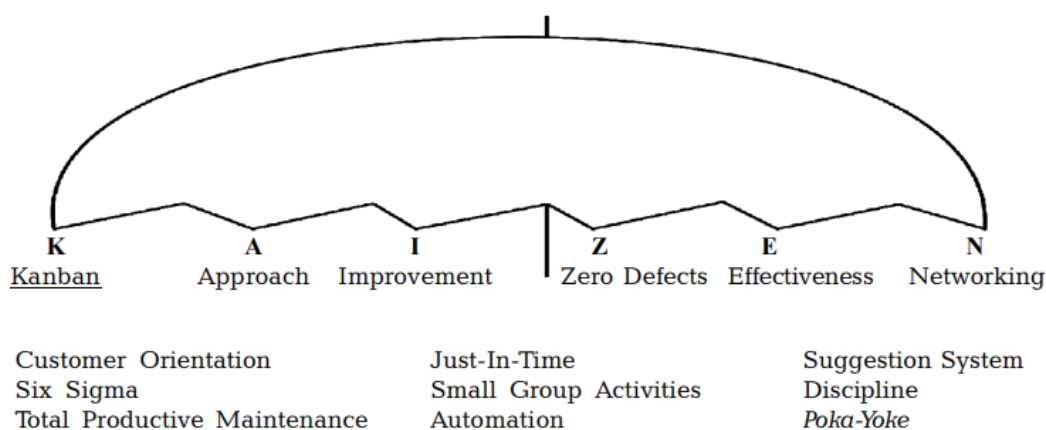 K A I Z E N
Kanban Approach Improvement Zero Defects Effectiveness Networking
Customer Orientation Just-In-Time Suggestion System
Six Sigma Small Group Activities Discipline
Total Productive Maintenance Automation Poka-Yoke